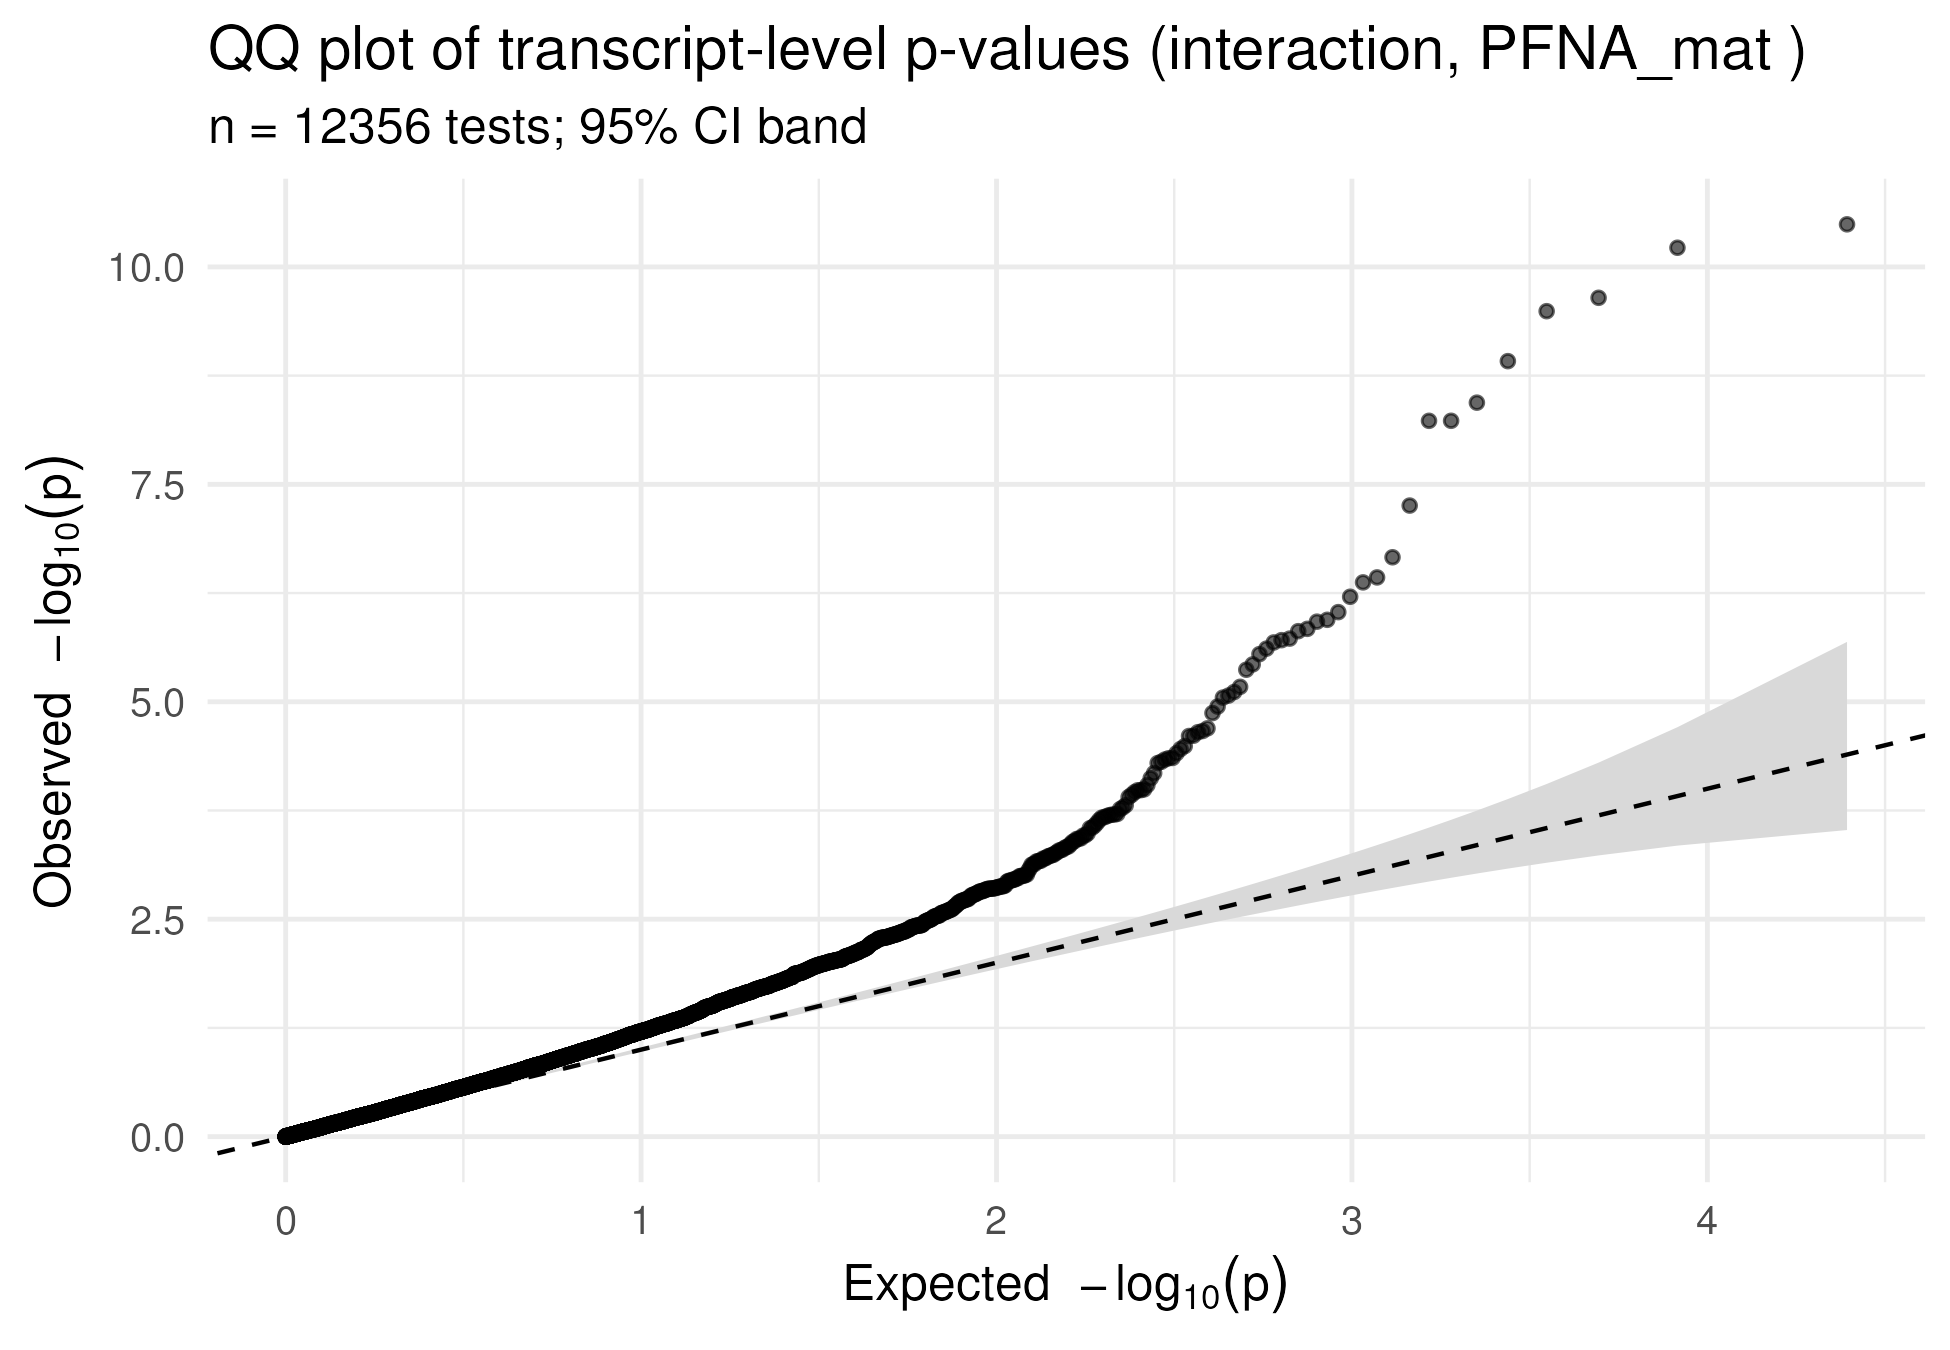 QQ plot of transcript-level p-values (interaction, PFNA_mat )
n = 12356 tests; 95% CI band
10.0
7.5
5.0
2.5
0.0
Observed −log₁₀(p)
0 1 2 3 4
Expected −log₁₀(p)